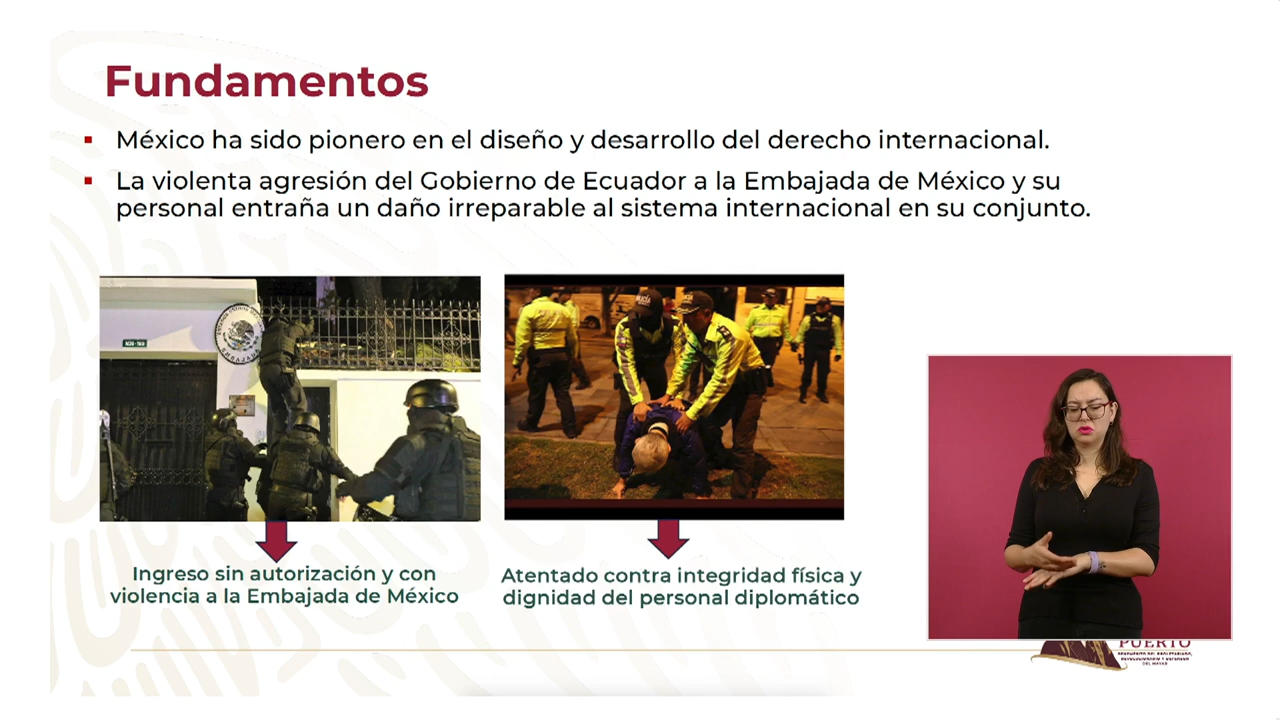 Fundamentos
▪ México ha sido pionero en el diseño y desarrollo del derecho internacional.
▪ La violenta agresión del Gobierno de Ecuador a la Embajada de México y su
personal entraña un daño irreparable al sistema internacional en su conjunto.
Ingreso sin autorización y con
violencia a la Embajada de México
Atentado contra integridad física y
dignidad del personal diplomático
PUERTO
DEL MAYAB